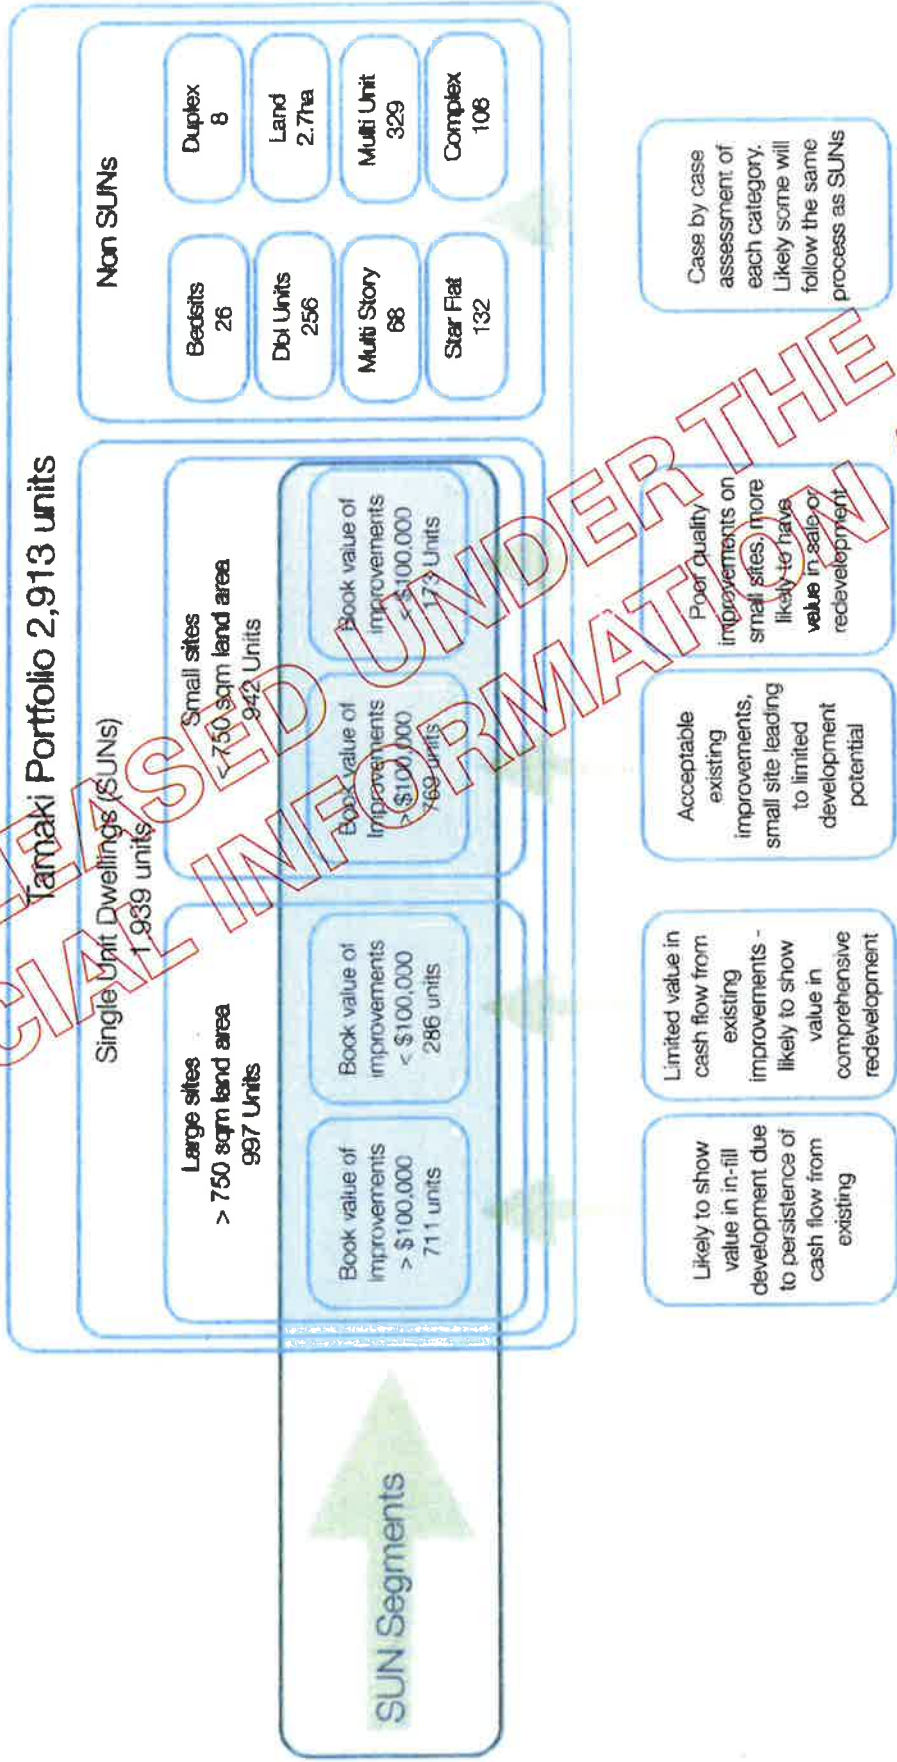 Tamaki Portfolio 2,913 units
Single Unit Dwellings (SUNs)
1,939 units
Large sites
> 750 sqm land area
997 Units
Book value of
improvements
> $100,000
711 units
Book value of
improvements
< $100,000
286 units
Small sites
<750 sqm land area
942 Units
Book value of
Improvements
> $100,000
769 units
Book value of
improvements
< $100,000
173 Units
Non SUNs
Bedsits
26
Duplex
8
Dbl Units
256
Land
2.7ha
Multi Story
68
Multi Unit
329
Star Flat
132
Complex
108
SUN Segments
Likely to show
value in in-fill
development due
to persistence of
cash flow from
existing
Limited value in
cash flow from
existing
improvements -
likely to show
value in
comprehensive
redevelopment
Acceptable
existing
improvements,
small site leading
to limited
development
potential
Poor quality
improvements on
small sites, more
likely to have
value in sale or
redevelopment
Case by case
assessment of
each category.
Likely some will
follow the same
process as SUNs
EASED UNDER THE
CIAL INFORMATION